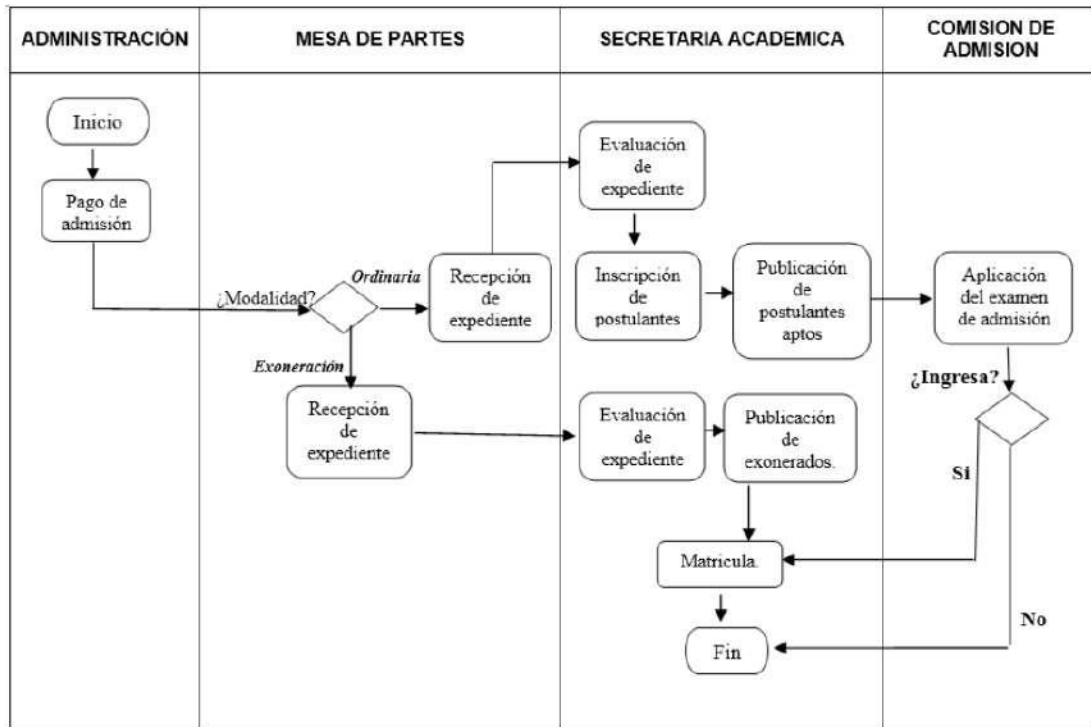 ADMINISTRACIÓN
MESA DE PARTES
SECRETARIA ACADEMICA
COMISION DE
ADMISION
Inicio
Pago de
admisión
¿Modalidad?
Ordinaria
Recepción
de
expediente
Exoneración
Recepción
de
expediente
Evaluación
de
expediente
Inscripción
de
postulantes
Publicación
de
postulantes
aptos
Aplicación
del examen
de admisión
¿Ingresa?
Evaluación
de
expediente
Publicación
de
exonerados.
Si
Matricula.
No
Fin